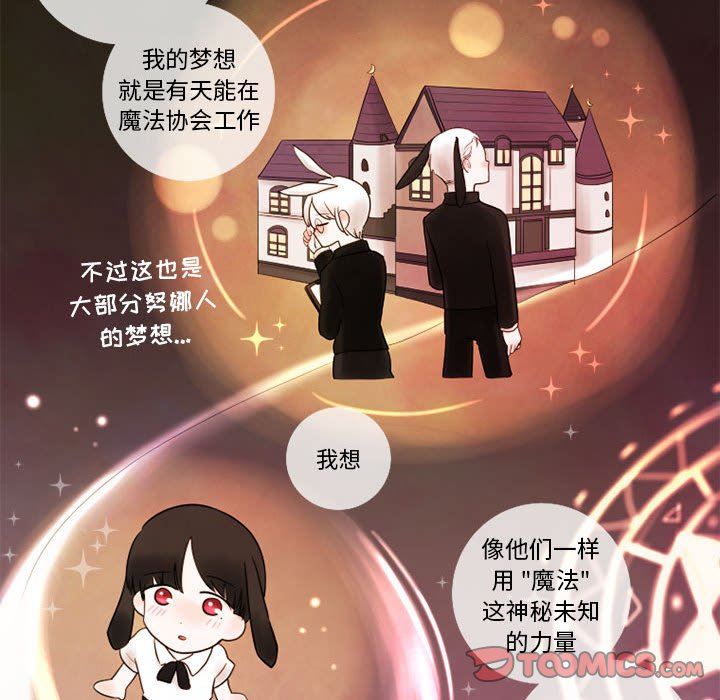 我的梦想
就是有天能在
魔法协会工作
不过这也是
大部分努娜人
的梦想...
我想
像他们一样
用 "魔法"
这神秘未知
的力量
TOOMICS.COM